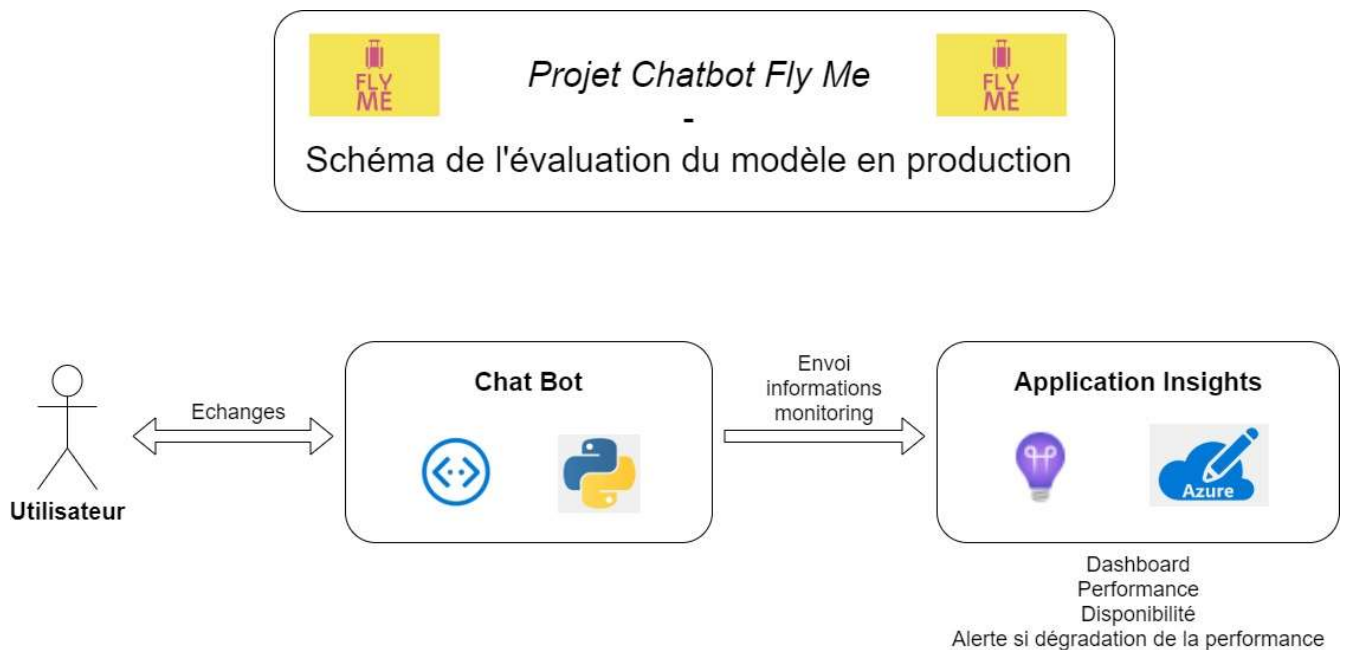 FLY
ME
Projet Chatbot Fly Me
FLY
ME
-
Schéma de l'évaluation du modèle en production
Utilisateur
Echanges
Chat Bot
Envoi
informations
monitoring
Application Insights
Azure
Dashboard
Performance
Disponibilité
Alerte si dégradation de la performance